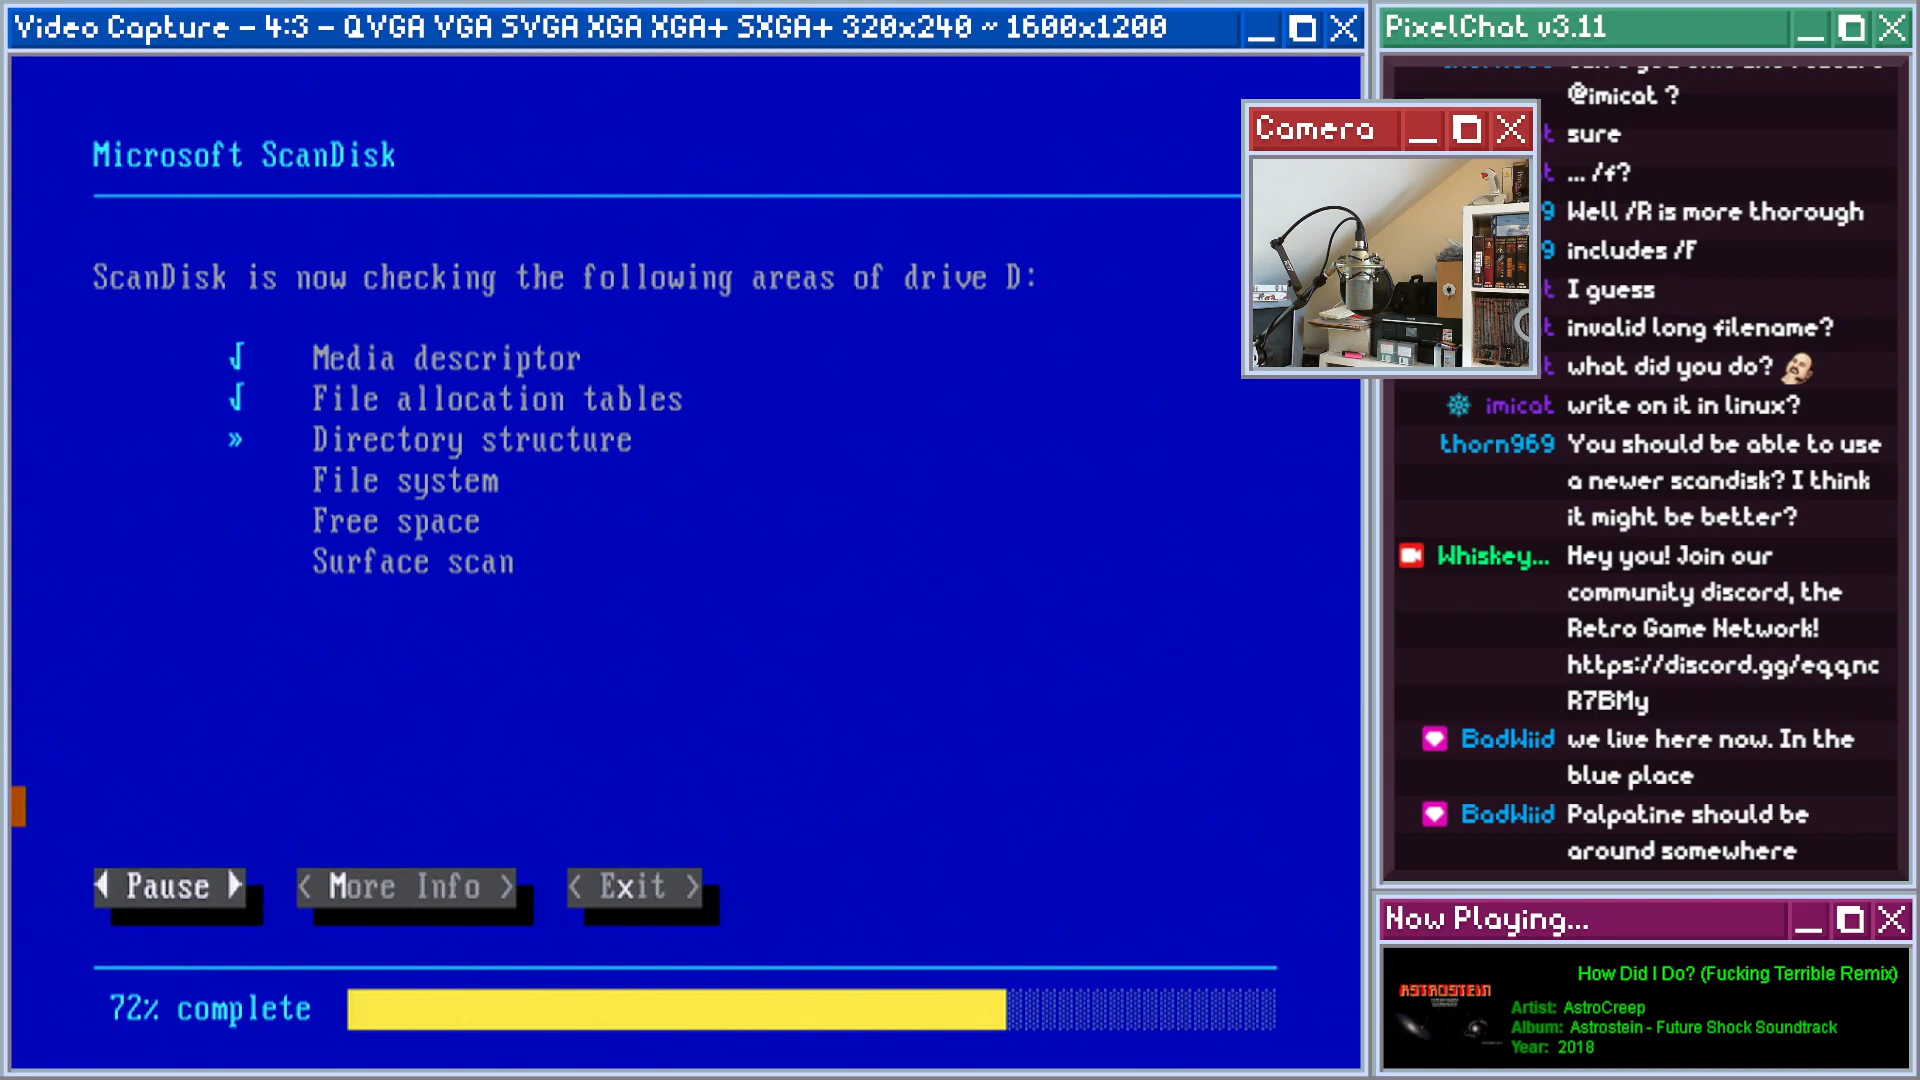 Video Capture - 4:3 - QVGA VGA SVGA XGA XGA+ SXGA+ 320x240 ~ 1600x1200
Microsoft ScanDisk
ScanDisk is now checking the following areas of drive D:
√ Media descriptor
√ File allocation tables
» Directory structure
File system
Free space
Surface scan
Pause
< More Info >
< Exit >
72% complete
Camera
PixelChat v3.11
@imicat ?
t sure
t ... /f?
9 Well /R is more thorough
9 includes /F
t I guess
t invalid long filename?
t what did you do?
imicat write on it in linux?
thorn969 You should be able to use
a newer scandisk? I think
it might be better?
Whiskey... Hey you! Join our
community discord, the
Retro Game Network!
https://discord.gg/eqqnc
R7BMy
BadWiid we live here now. In the
blue place
BadWiid Palpatine should be
around somewhere
Now Playing...
ASTROSTEIN
How Did I Do? (Fucking Terrible Remix)
Artist: AstroCreep
Album: Astrostein - Future Shock Soundtrack
Year: 2018